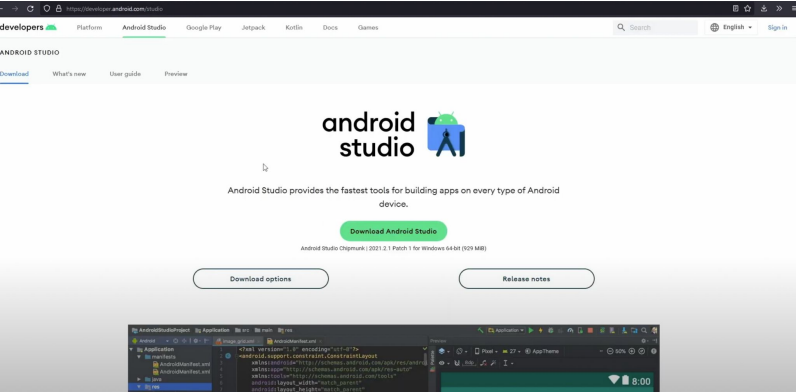 https://developer.android.com/studio
developers
Platform
Android Studio
Google Play
Jetpack
Kotlin
Docs
Games
Search
English
Sign in
ANDROID STUDIO
Download
What's new
User guide
Preview
android
studio
Android Studio provides the fastest tools for building apps on every type of Android
device.
Download Android Studio
Android Studio Chipmunk | 2021.2.1 Patch 1 for Windows 64-bit (929 MiB)
Download options
Release notes
AndroidStudioProject
Application
src
main
res
Application
Android
AndroidManifest.xml
Preview
Application
<?xml version="1.0" encoding="utf-8"?>
Pixel
27
AppTheme
50%
manifests
<android.support.constraint.ConstraintLayout
AndroidManifest.xml
xmlns:android="http://schemas.android.com/apk/res/android
AndroidManifest.xml
xmlns:app="http://schemas.android.com/apk/res-auto"
java
xmlns:tools="http://schemas.android.com/tools"
res
android:layout_width="match_parent"
8:00
android:layout_height="match_parent"